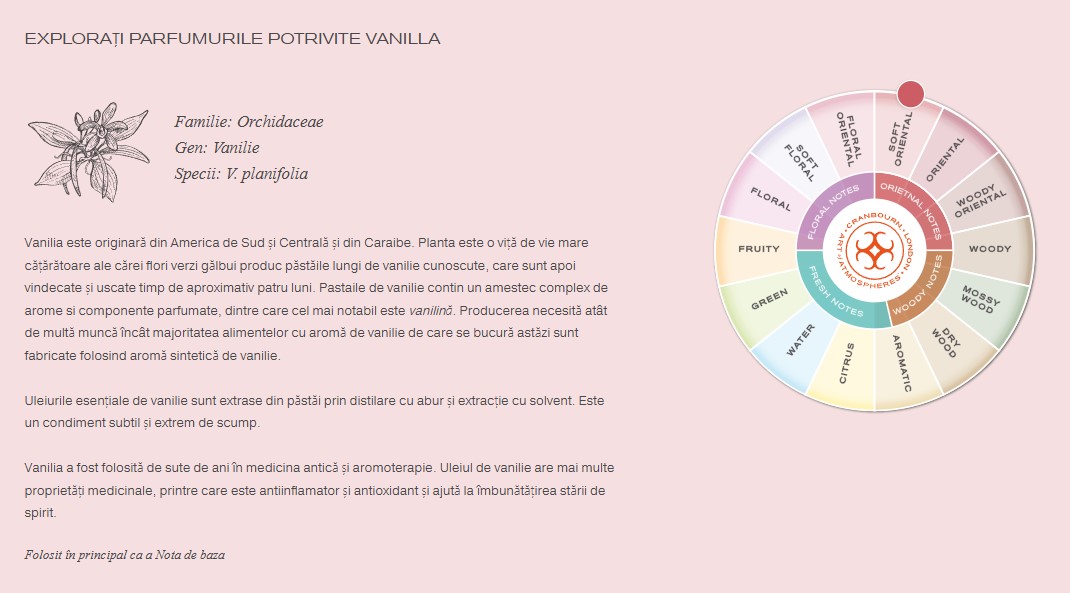 EXPLORAȚI PARFUMURILE POTRIVITE VANILLA
Familie: Orchidaceae
Gen: Vanilie
Specii: V. planifolia
Vanilia este originară din America de Sud și Centrală și din Caraibe. Planta este o viță de vie mare
cățărătoare ale cărei flori verzi gălbui produc păstăile lungi de vanilie cunoscute, care sunt apoi
vindecate și uscate timp de aproximativ patru luni. Pastaile de vanilie contin un amestec complex de
arome si componente parfumate, dintre care cel mai notabil este vanilină. Producerea necesită atât
de multă muncă încât majoritatea alimentelor cu aromă de vanilie de care se bucură astăzi sunt
fabricate folosind aromă sintetică de vanilie.
Uleiurile esențiale de vanilie sunt extrase din păstăi prin distilare cu abur și extracție cu solvent. Este
un condiment subtil și extrem de scump.
Vanilia a fost folosită de sute de ani în medicina antică și aromoterapie. Uleiul de vanilie are mai multe
proprietăți medicinale, printre care este antiinflamator și antioxidant și ajută la îmbunătățirea stării de
spirit.
Folosit în principal ca a Nota de baza
SOFT
ORIENTAL
ORIENTAL
WOODY
ORIENTAL
WOODY
MOSSY
WOOD
DRY
WOOD
AROMATIC
CITRUS
WATER
GREEN
FRUITY
FLORAL
SOFT
FLORAL
FLORAL
ORIENTAL
FLORAL NOTES
ORIETNAL NOTES
WOODY NOTES
FRESH NOTES
CRANBOURN • LONDON •
ART of ATMOSPHERES •